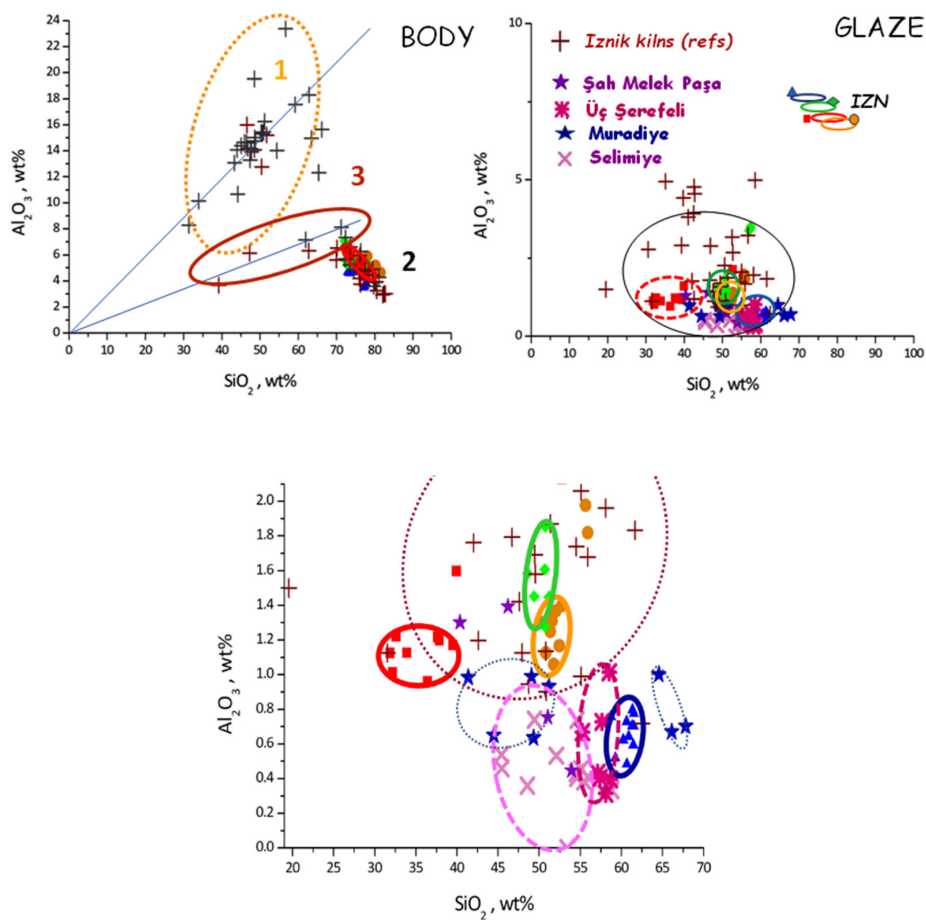 BODY
24
22
20
18
16
14
12
10
8
6
4
2
0
Al2O3, wt%
1
3
2
0 10 20 30 40 50 60 70 80 90 100
SiO2, wt%
GLAZE
10
5
0
Al2O3, wt%
Iznik kilns (refs)
Şah Melek Paşa
Üç Şerefeli
Muradiye
Selimiye
IZN
0 10 20 30 40 50 60 70 80 90 100
SiO2, wt%
2.0
1.8
1.6
1.4
1.2
1.0
0.8
0.6
0.4
0.2
0.0
Al2O3, wt%
20 25 30 35 40 45 50 55 60 65 70
SiO2, wt%